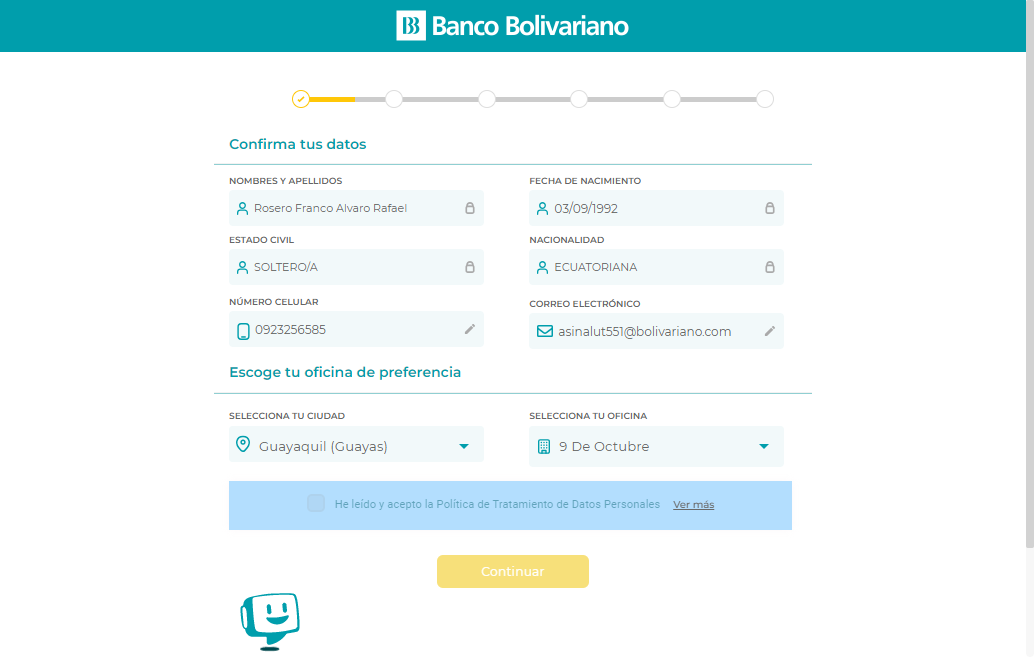 Banco Bolivariano
Confirma tus datos
NOMBRES Y APELLIDOS
Rosero Franco Alvaro Rafael
FECHA DE NACIMIENTO
03/09/1992
ESTADO CIVIL
SOLTERO/A
NACIONALIDAD
ECUATORIANA
NÚMERO CELULAR
0923256585
CORREO ELECTRÓNICO
asinalut551@bolivariano.com
Escoge tu oficina de preferencia
SELECCIONA TU CIUDAD
Guayaquil (Guayas)
SELECCIONA TU OFICINA
9 De Octubre
He leído y acepto la Política de Tratamiento de Datos Personales Ver más
Continuar